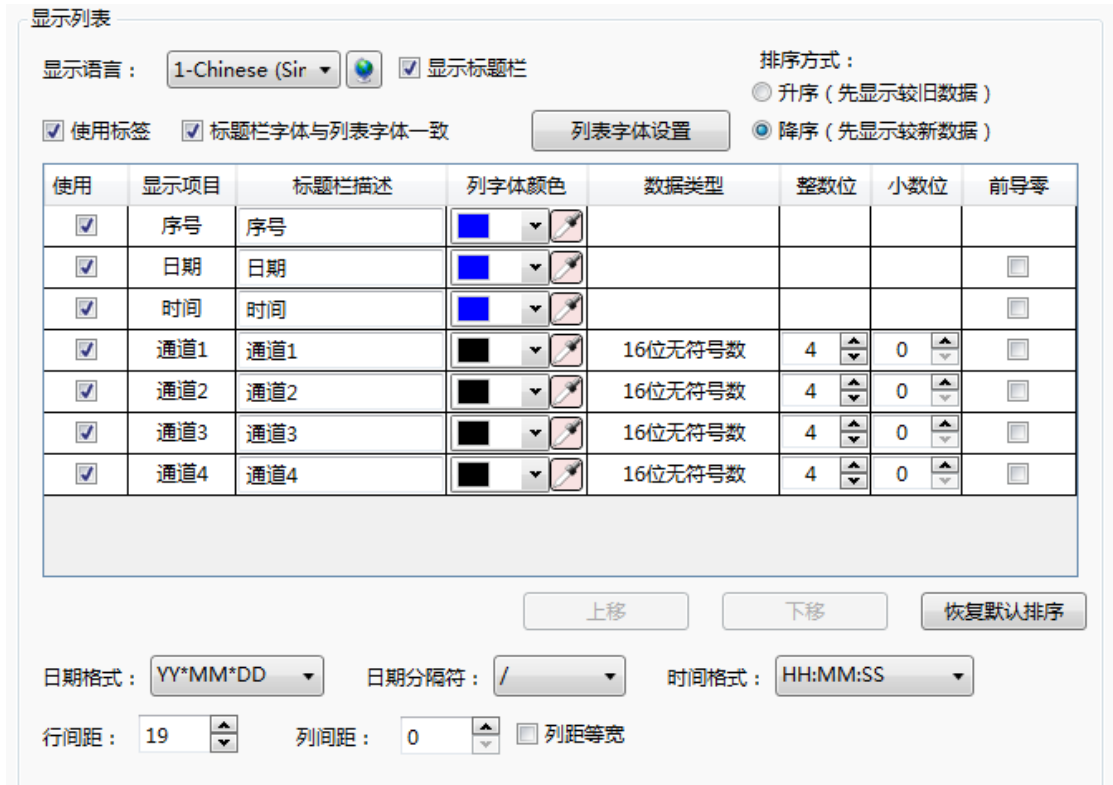 显示列表
显示语言： 1-Chinese (Sir 显示标题栏 排序方式：
升序（先显示较旧数据）
使用标签 标题栏字体与列表字体一致 列表字体设置 降序（先显示较新数据）
使用 显示项目 标题栏描述 列字体颜色 数据类型 整数位 小数位 前导零
序号 序号
日期 日期
时间 时间
通道1 通道1 16位无符号数 4 0
通道2 通道2 16位无符号数 4 0
通道3 通道3 16位无符号数 4 0
通道4 通道4 16位无符号数 4 0
上移 下移 恢复默认排序
日期格式： YY*MM*DD 日期分隔符： / 时间格式： HH:MM:SS
行间距： 19 列间距： 0 列距等宽